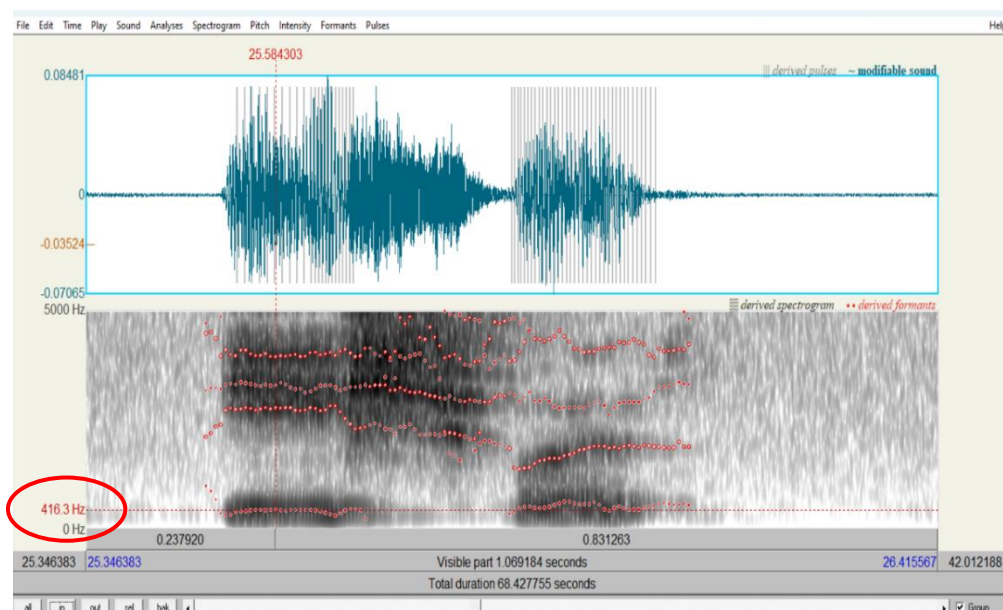 File Edit Time Play Sound Analyses Spectrogram Pitch Intensity Formants Pulses Help
25.584303
0.08481
derived pulses ~ modifiable sound
0
-0.03524
-0.07065
5000 Hz
derived spectrogram •• derived formants
416.3 Hz
0 Hz
0.237920 0.831263
25.346383 25.346383 Visible part 1.069184 seconds 26.415567 42.012188
Total duration 68.427755 seconds
all in out sel bak Group